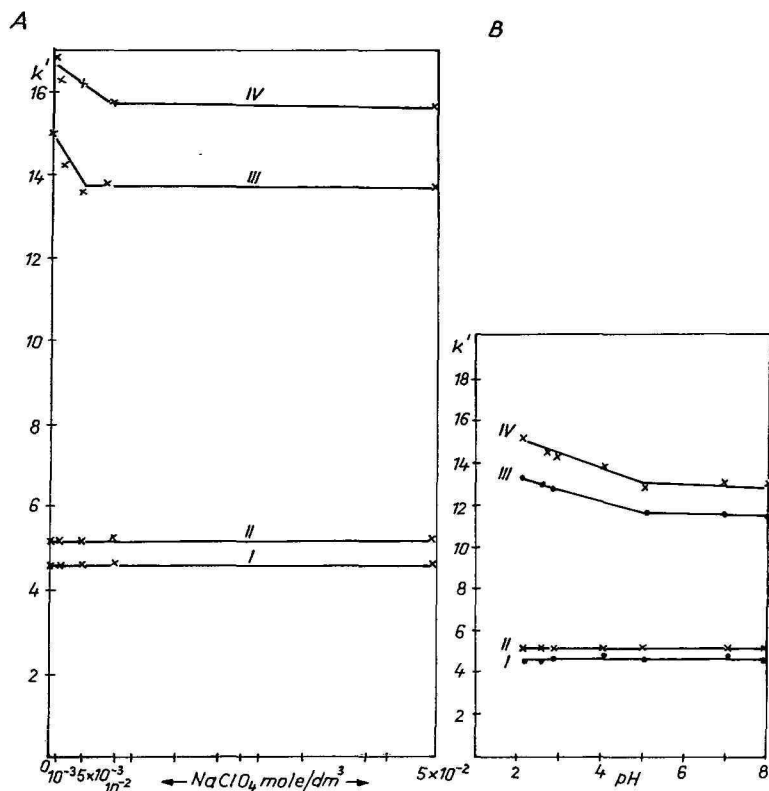 A
k'
16
14
12
10
8
6
4
2
IV
III
II
I
0 10⁻³ 5×10⁻³
10⁻²
← NaClO₄ mole/dm³ →
5×10⁻²
B
k'
18
16
14
12
10
8
6
4
2
IV
III
II
I
2 4 6 8
pH